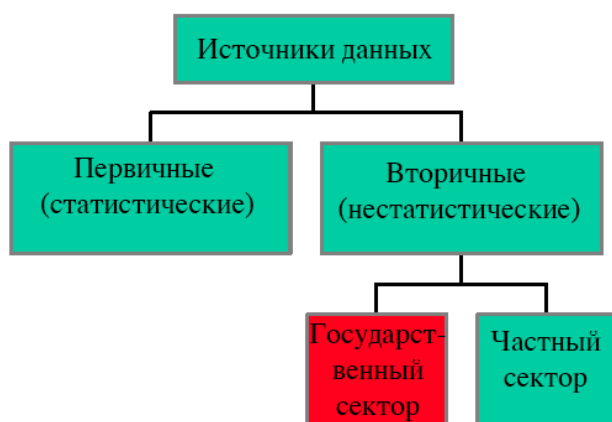 Источники данных
Первичные
(статистические)
Вторичные
(нестатистические)
Государст-
венный
сектор
Частный
сектор